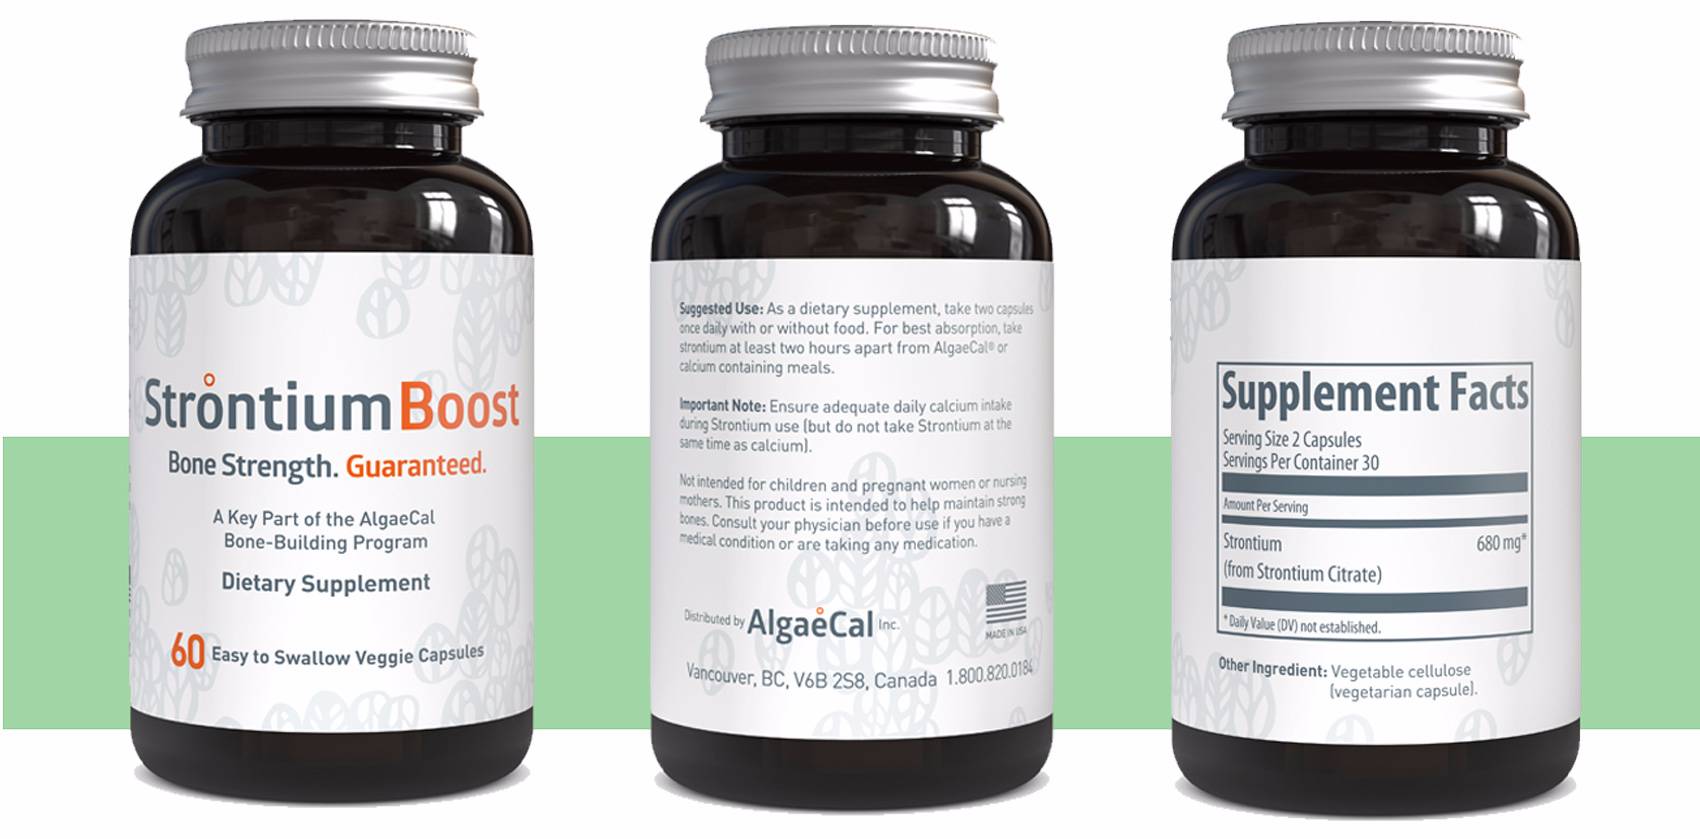 Strontium Boost
Bone Strength. Guaranteed.
A Key Part of the AlgaeCal
Bone-Building Program
Dietary Supplement
60 Easy to Swallow Veggie Capsules
Suggested Use: As a dietary supplement, take two capsules
once daily with or without food. For best absorption, take
strontium at least two hours apart from AlgaeCal® or
calcium containing meals.
Important Note: Ensure adequate daily calcium intake
during Strontium use (but do not take Strontium at the
same time as calcium).
Not intended for children and pregnant women or nursing
mothers. This product is intended to help maintain strong
bones. Consult your physician before use if you have a
medical condition or are taking any medication.
Distributed by AlgaeCal Inc.
MADE IN USA
Vancouver, BC, V6B 2S8, Canada 1.800.820.0184
Supplement Facts
Serving Size 2 Capsules
Servings Per Container 30
Amount Per Serving
Strontium 680 mg*
(from Strontium Citrate)
* Daily Value (DV) not established.
Other Ingredient: Vegetable cellulose
(vegetarian capsule).